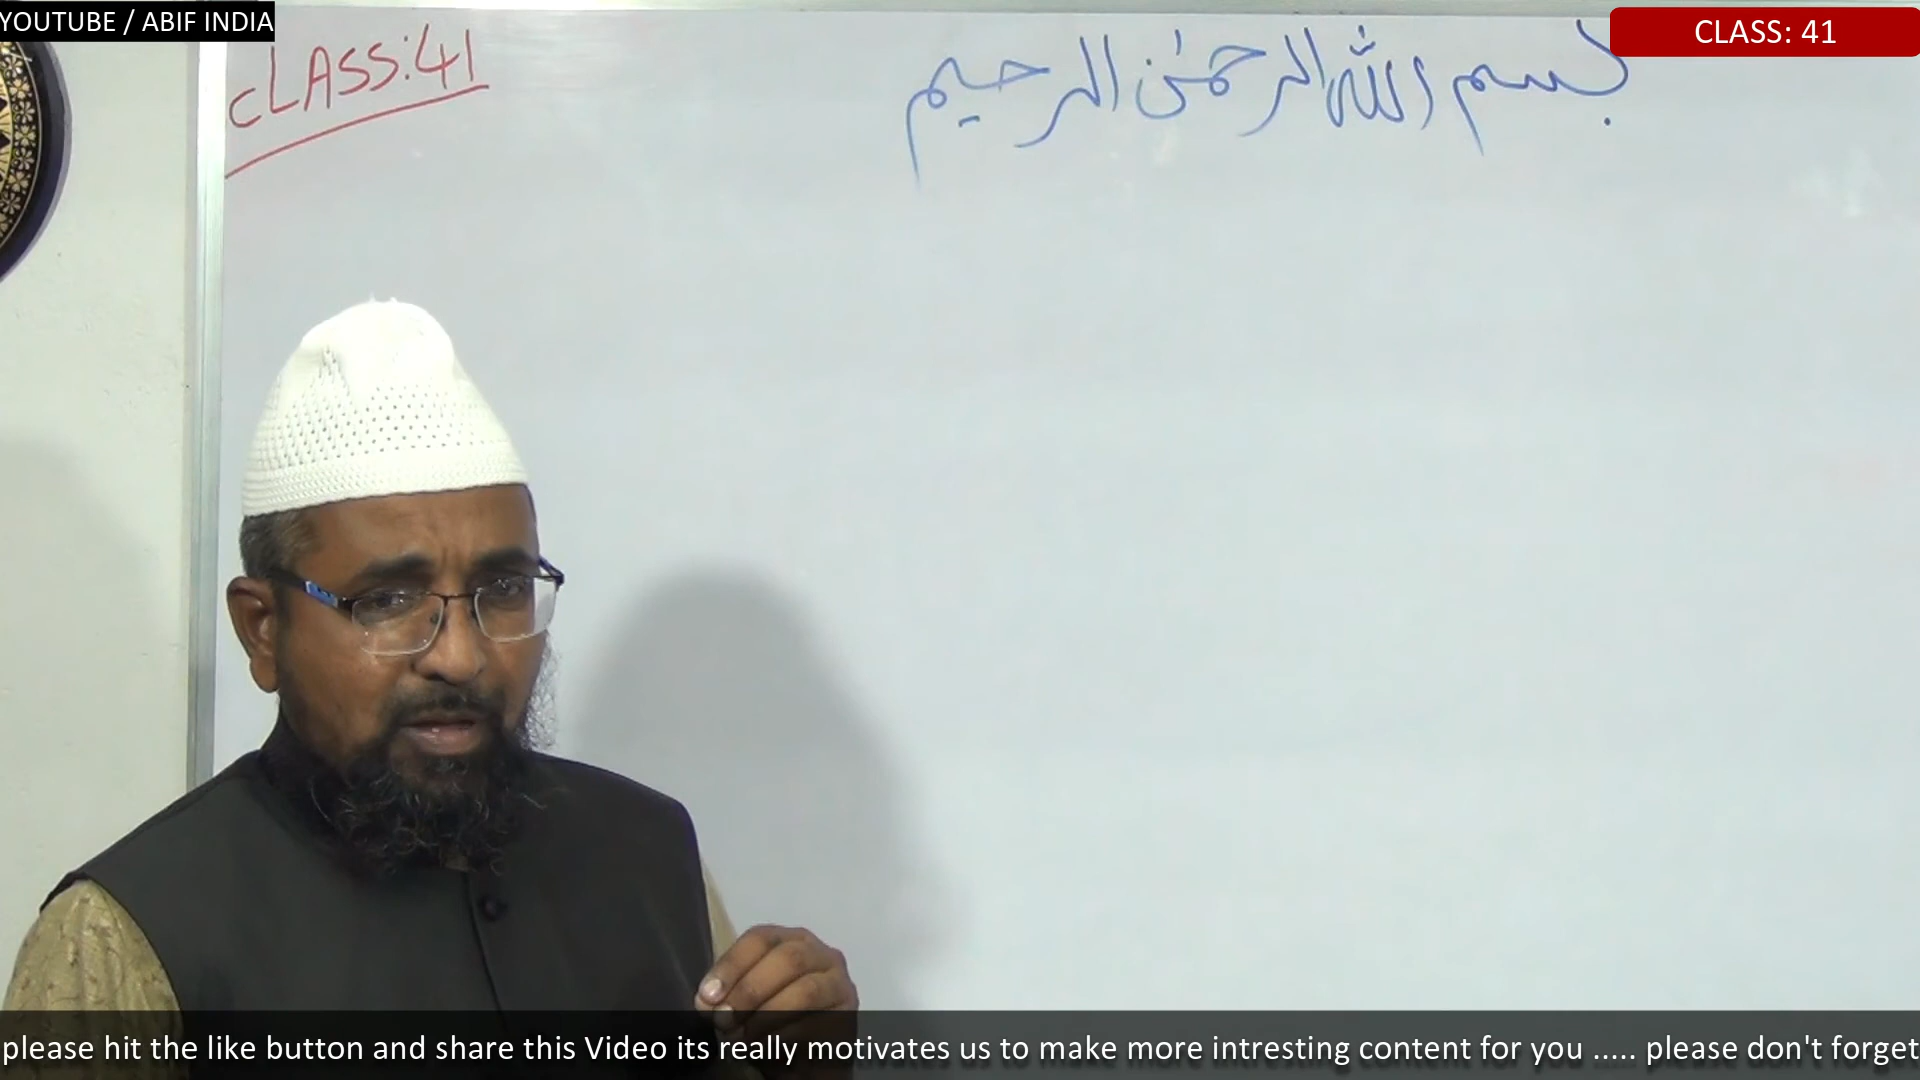 YOUTUBE / ABIF INDIA
CLASS: 41
cLASS:41
بسم الله الرحمٰن الرحيم
please hit the like button and share this Video its really motivates us to make more intresting content for you ..... please don't forget